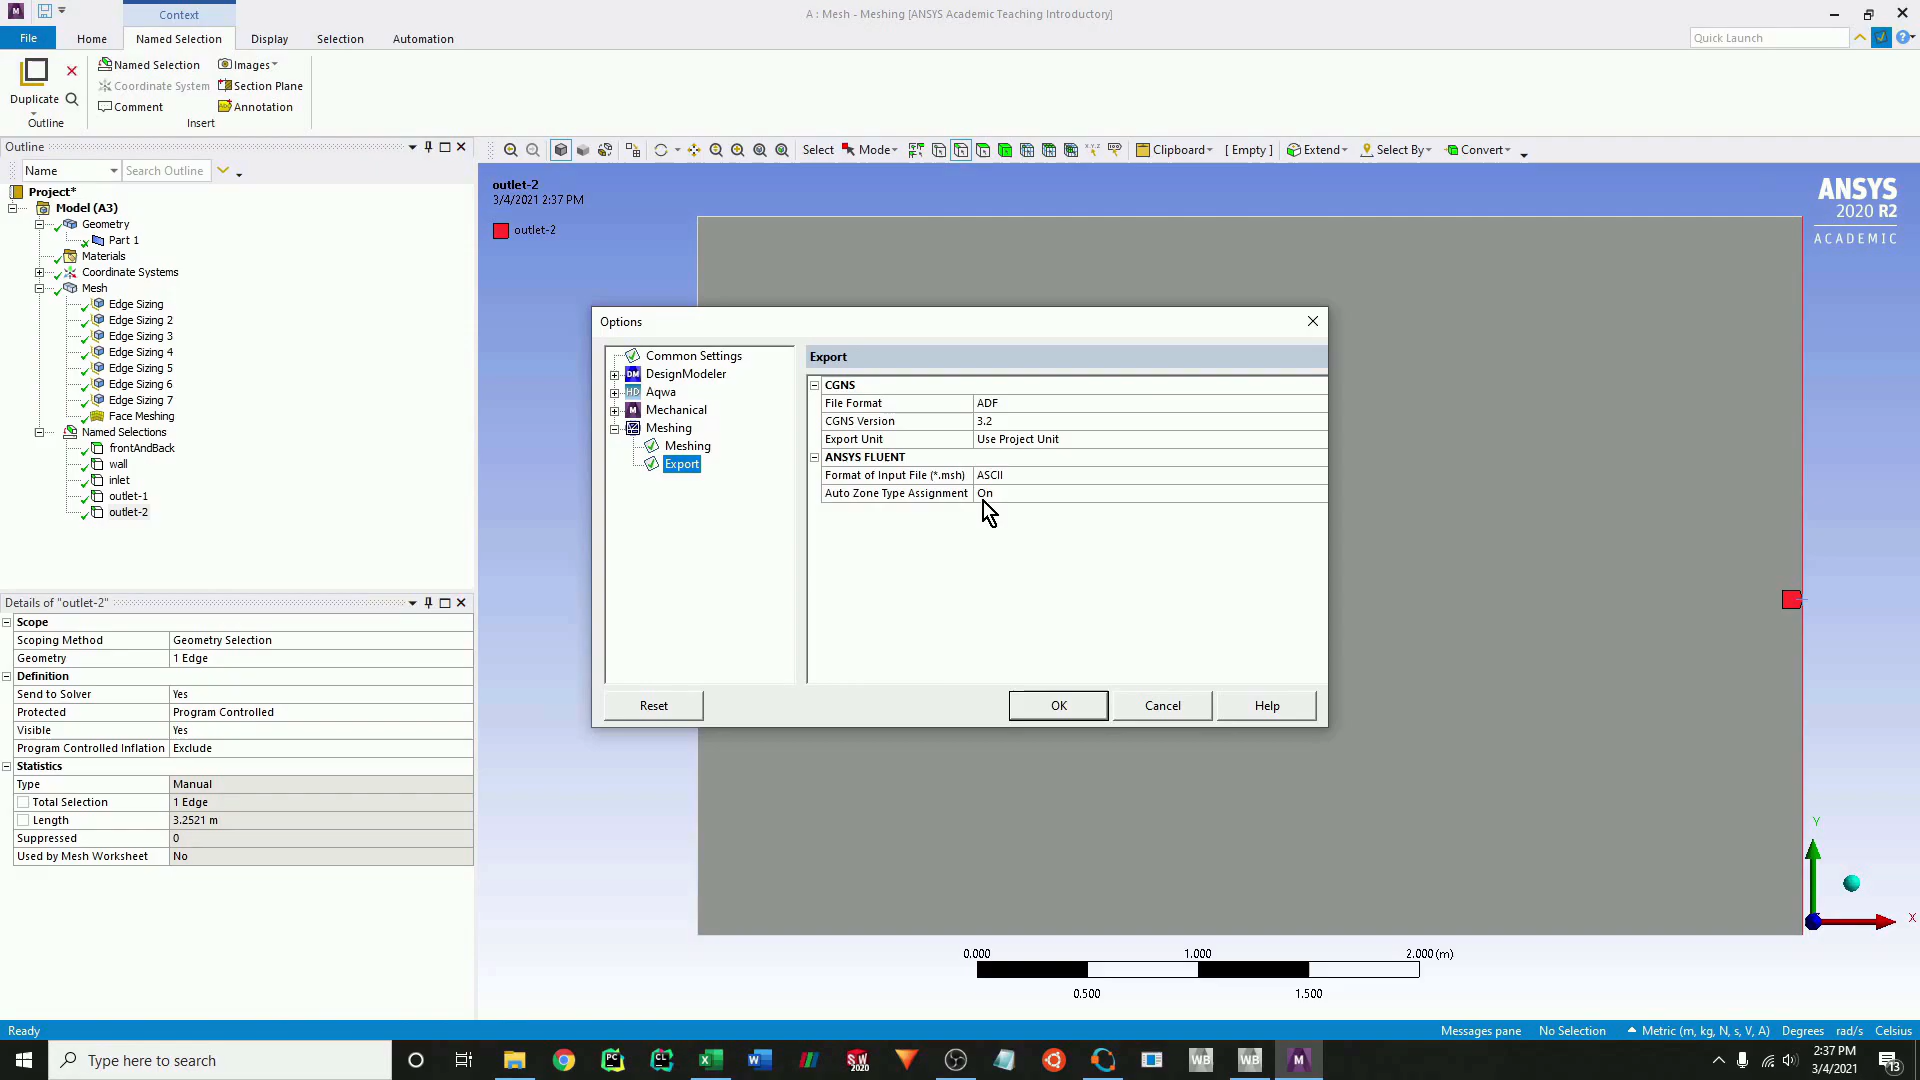 Context
A : Mesh - Meshing [ANSYS Academic Teaching Introductory]
File Home Named Selection Display Selection Automation
Quick Launch
Duplicate
Outline
Named Selection
Coordinate System
Comment
Images
Section Plane
Annotation
Insert
Outline
Name
Search Outline
Project*
Model (A3)
Geometry
Part 1
Materials
Coordinate Systems
Mesh
Edge Sizing
Edge Sizing 2
Edge Sizing 3
Edge Sizing 4
Edge Sizing 5
Edge Sizing 6
Edge Sizing 7
Face Meshing
Named Selections
frontAndBack
wall
inlet
outlet-1
outlet-2
Details of "outlet-2"
Scope
Scoping Method Geometry Selection
Geometry 1 Edge
Definition
Send to Solver Yes
Protected Program Controlled
Visible Yes
Program Controlled Inflation Exclude
Statistics
Type Manual
Total Selection 1 Edge
Length 3.2521 m
Suppressed 0
Used by Mesh Worksheet No
Select Mode Clipboard [ Empty ] Extend Select By Convert
outlet-2
3/4/2021 2:37 PM
outlet-2
ANSYS
2020 R2
ACADEMIC
Options
Common Settings
DM DesignModeler
HD Aqwa
M Mechanical
Meshing
Meshing
Export
Export
CGNS
File Format ADF
CGNS Version 3.2
Export Unit Use Project Unit
ANSYS FLUENT
Format of Input File (*.msh) ASCII
Auto Zone Type Assignment On
Reset OK Cancel Help
Y
X
0.000 1.000 2.000 (m)
0.500 1.500
Ready
Messages pane No Selection Metric (m, kg, N, s, V, A) Degrees rad/s Celsius
Type here to search
PC CL SW 2020 WB WB M
2:37 PM
3/4/2021
13